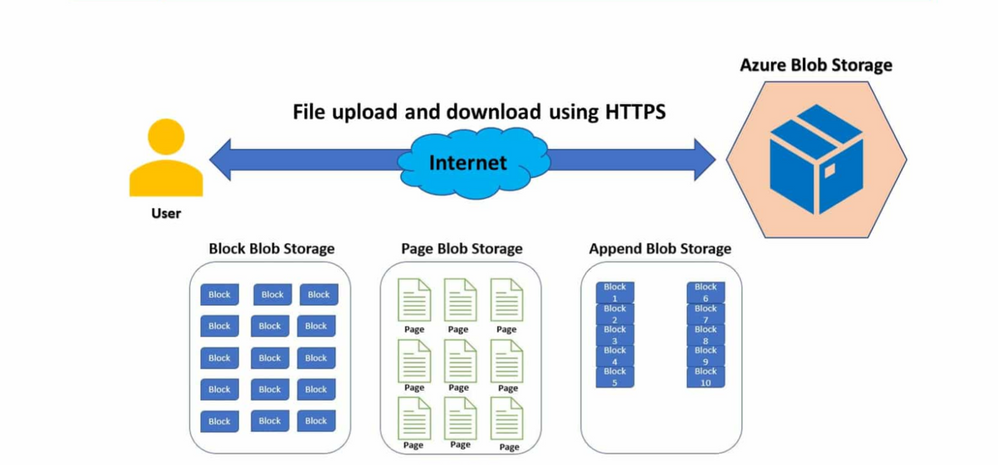 Azure Blob Storage
File upload and download using HTTPS
Internet
User
Block Blob Storage
Page Blob Storage
Append Blob Storage
Block Block Block
Block Block Block
Block Block Block
Block Block Block
Block Block Block
Page Page Page
Page Page Page
Page Page Page
Block
1
Block
2
Block
3
Block
4
Block
5
Block
6
Block
7
Block
8
Block
9
Block
10